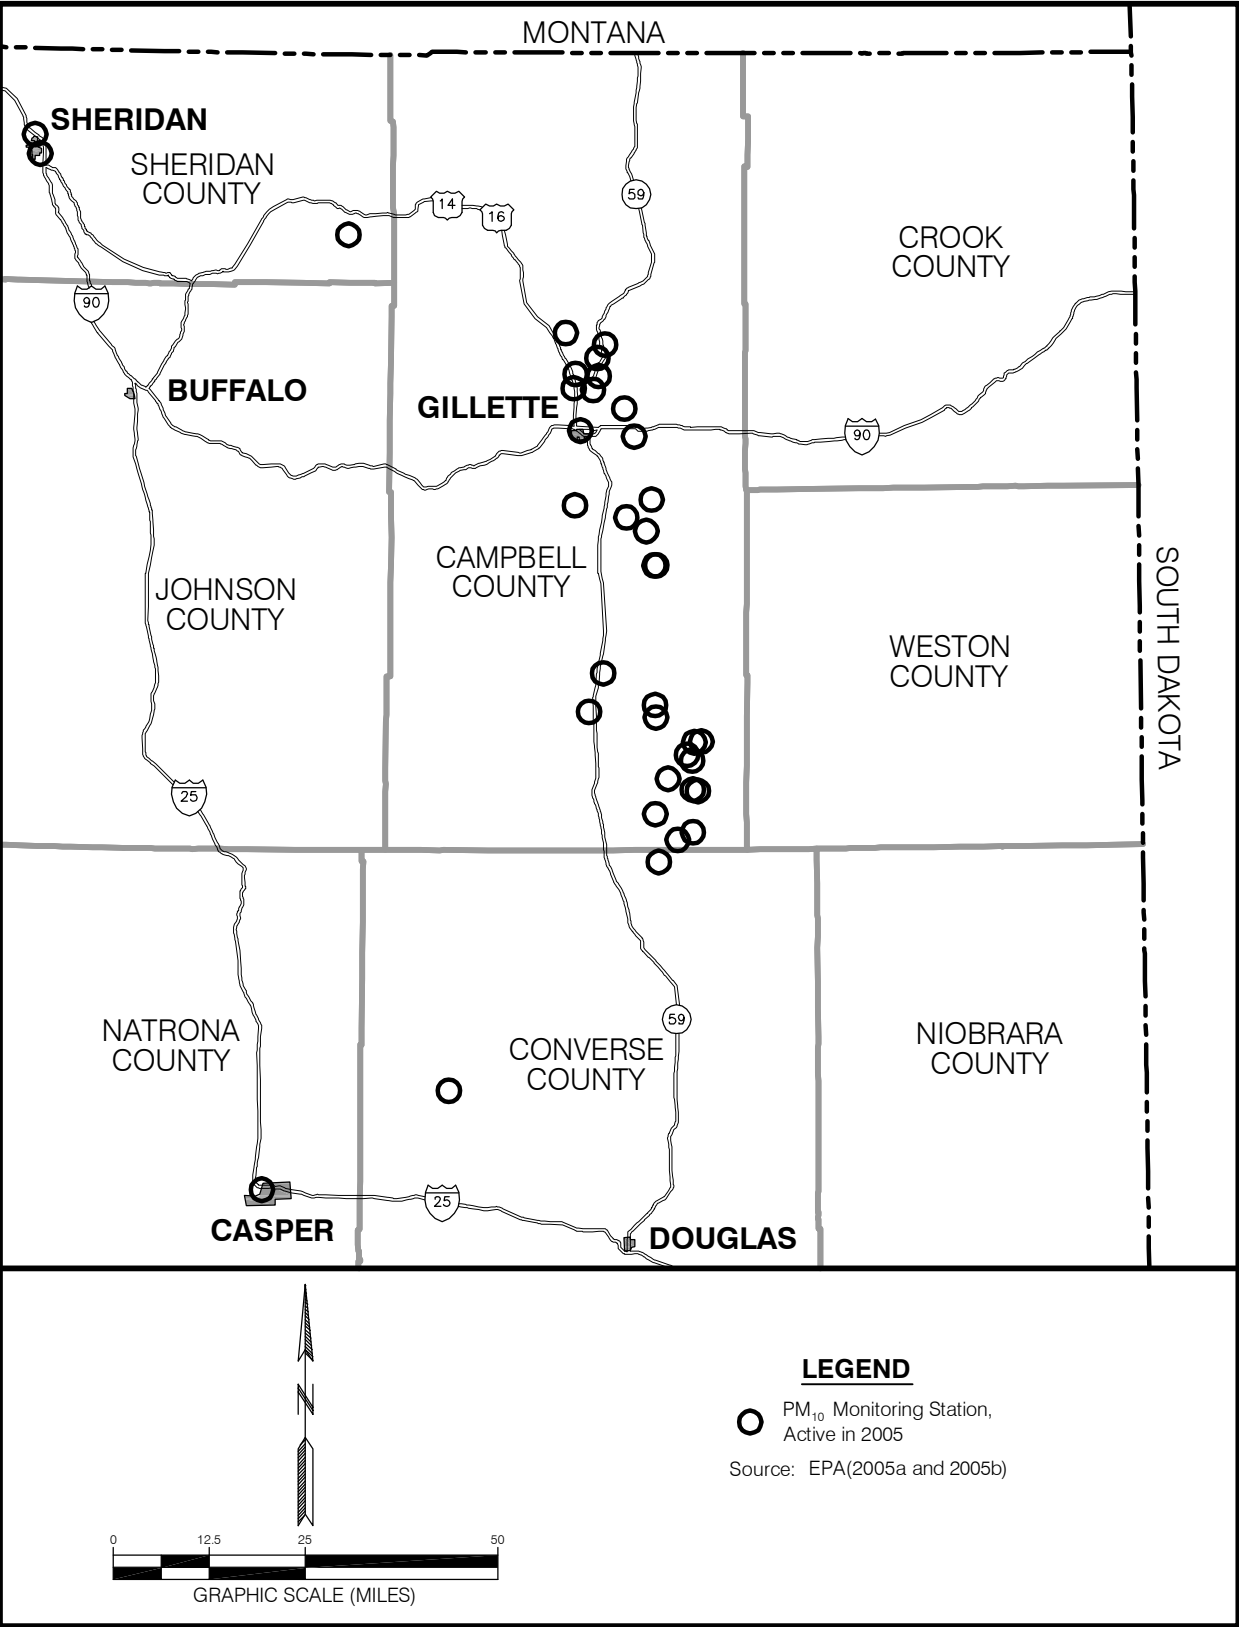 MONTANA
SHERIDAN
SHERIDAN
COUNTY
59
14
16
CROOK
COUNTY
90
BUFFALO
GILLETTE
90
CAMPBELL
COUNTY
JOHNSON
COUNTY
SOUTH DAKOTA
WESTON
COUNTY
25
NATRONA
COUNTY
59
CONVERSE
COUNTY
NIOBRARA
COUNTY
25
CASPER
DOUGLAS
N
LEGEND
PM10 Monitoring Station,
Active in 2005
Source: EPA(2005a and 2005b)
0 12.5 25 50
GRAPHIC SCALE (MILES)